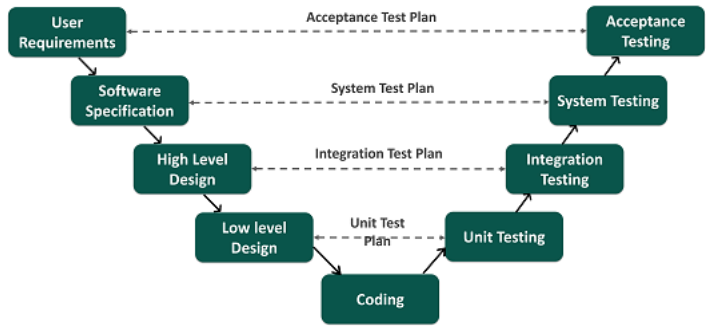 User
Requirements
Acceptance Test Plan
Acceptance
Testing
Software
Specification
System Test Plan
System Testing
High Level
Design
Integration Test Plan
Integration
Testing
Low level
Design
Unit Test
Plan
Unit Testing
Coding